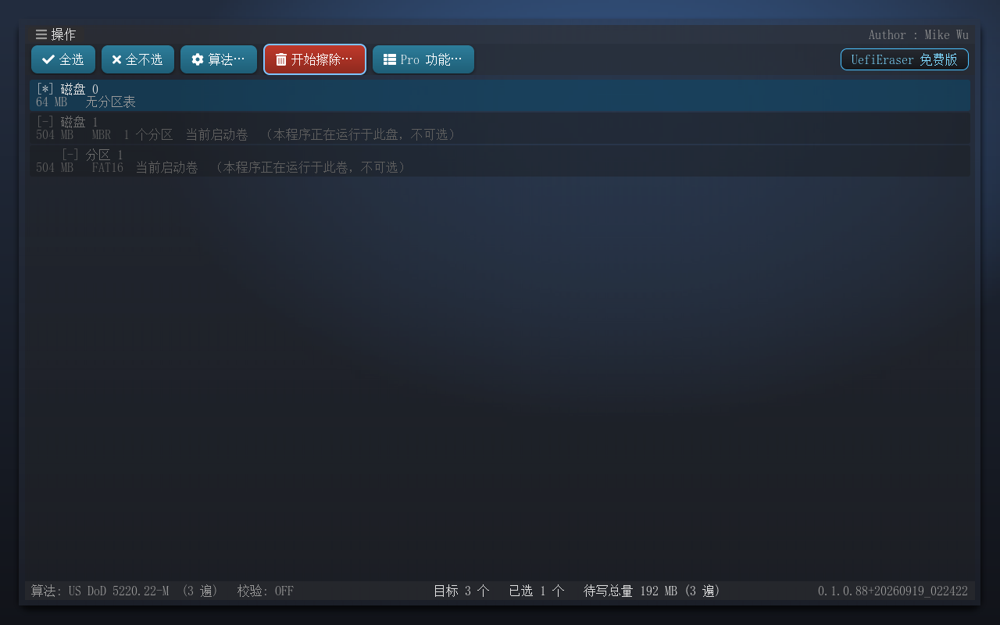 操作
Author : Mike Wu
全选 全不选 算法… 开始擦除… Pro 功能… UefiEraser 免费版
[*] 磁盘 0
64 MB 无分区表
[-] 磁盘 1
504 MB MBR 1 个分区 当前启动卷 （本程序正在运行于此盘，不可选）
[-] 分区 1
504 MB FAT16 当前启动卷 （本程序正在运行于此卷，不可选）
算法: US DoD 5220.22-M (3 遍) 校验: OFF 目标 3 个 已选 1 个 待写总量 192 MB (3 遍) 0.1.0.88+20260919_022422